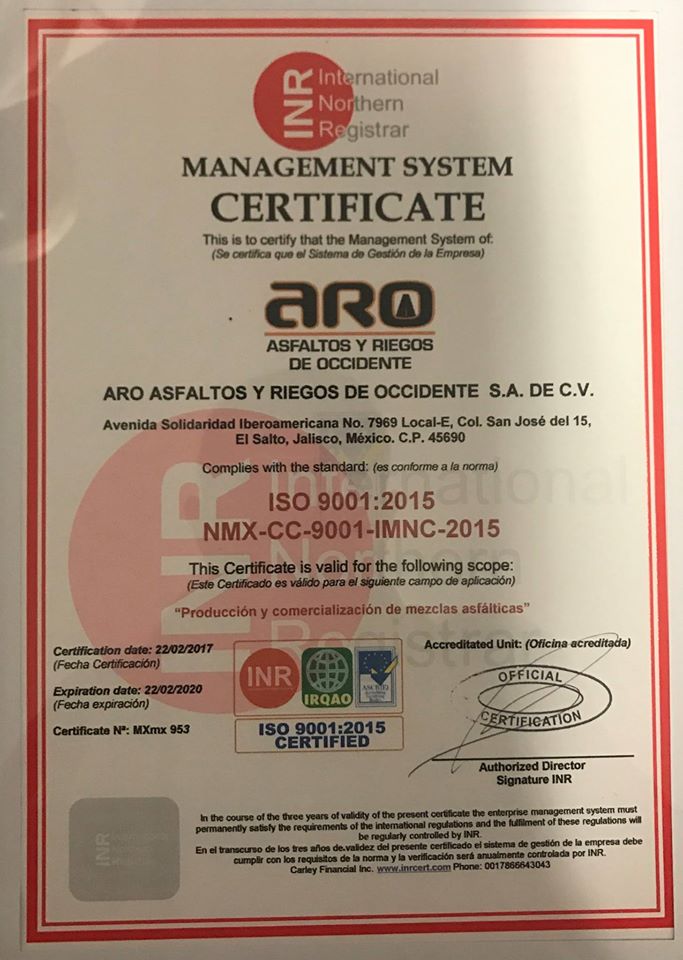 INR International
Northern
Registrar
MANAGEMENT SYSTEM
CERTIFICATE
This is to certify that the Management System of:
(Se certifica que el Sistema de Gestión de la Empresa)
aro
ASFALTOS Y RIEGOS
DE OCCIDENTE
ARO ASFALTOS Y RIEGOS DE OCCIDENTE S.A. DE C.V.
Avenida Solidaridad Iberoamericana No. 7969 Local-E, Col. San José del 15,
El Salto, Jalisco, México. C.P. 45690
Complies with the standard: (es conforme a la norma)
INR International
Northern
Registrar
ISO 9001:2015
NMX-CC-9001-IMNC-2015
This Certificate is valid for the following scope:
(Este Certificado es válido para el siguiente campo de aplicación)
“Producción y comercialización de mezclas asfálticas”
Certification date: 22/02/2017
(Fecha Certificación)
Expiration date: 22/02/2020
(Fecha expiración)
Certificate Nº: MXmx 953
INR
IRQAO
ISO 9001:2015
CERTIFIED
Accredited Unit: (Oficina acreditada)
OFFICIAL
CERTIFICATION
Authorized Director
Signature INR
INR International
Northern
Registrar
In the course of the three years of validity of the present certificate the enterprise management system must
permanently satisfy the requirements of the international regulations and the fulfilment of these regulations will
be regularly controlled by INR.
En el transcurso de los tres años de validez del presente certificado el sistema de gestión de la empresa debe
cumplir con los requisitos de la norma y la verificación será anualmente controlada por INR.
Carley Financial Inc. www.inrcert.com Phone: 0017866643043